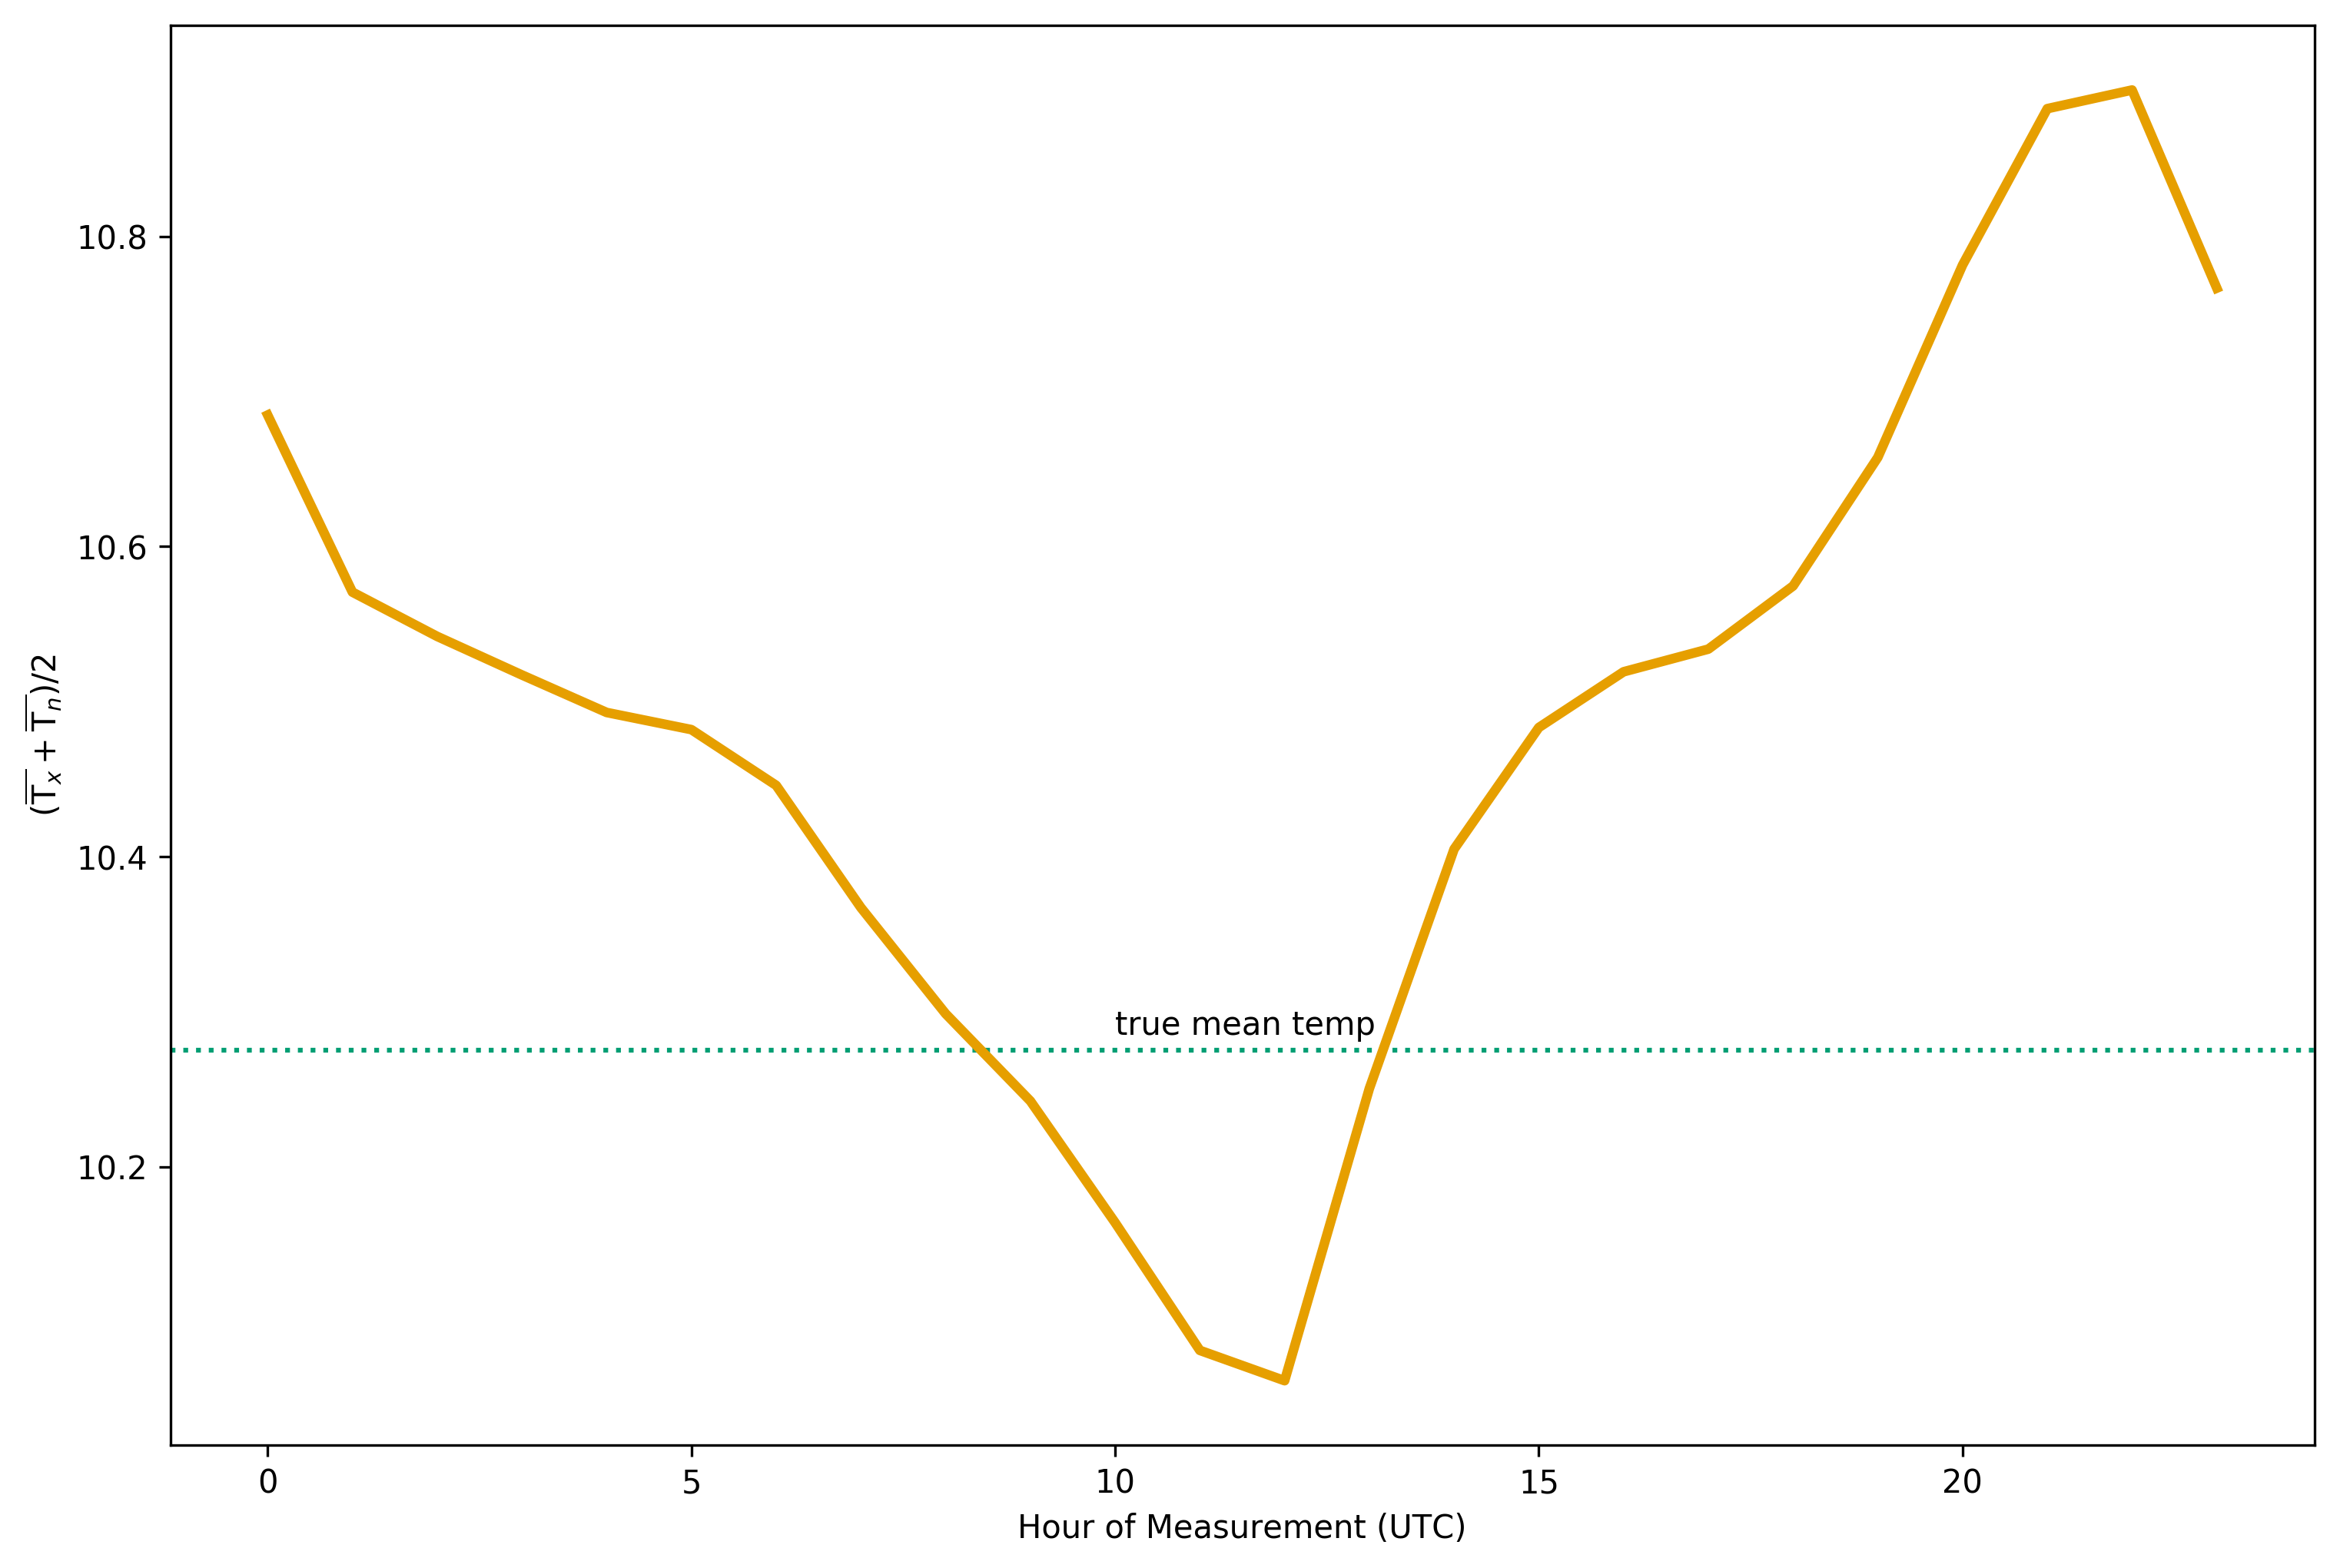 10.8
10.6
10.4
10.2
(T̅x + T̅n)/2
true mean temp
0 5 10 15 20
Hour of Measurement (UTC)